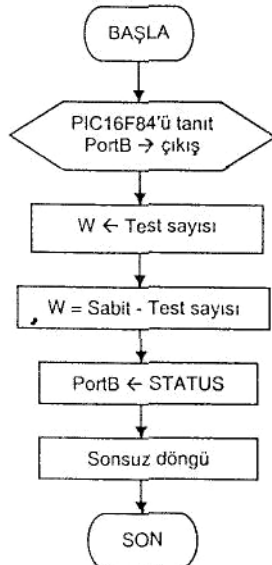 BAŞLA
PIC16F84'ü tanıt
PortB → çıkış
W ← Test sayısı
W = Sabit - Test sayısı
PortB ← STATUS
Sonsuz döngü
SON